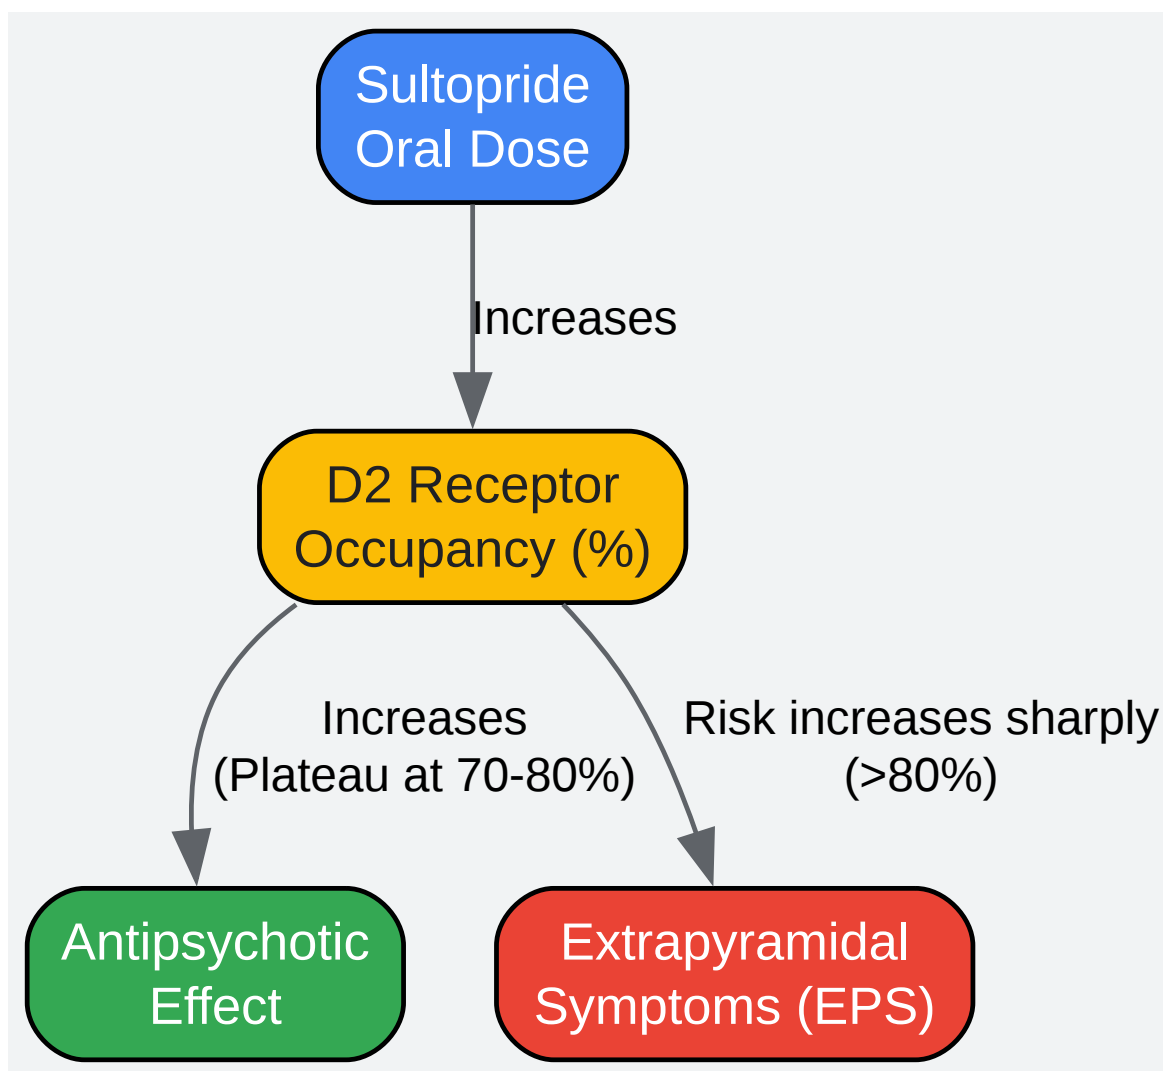 Sultopride
Oral Dose
Increases
D2 Receptor
Occupancy (%)
Increases
(Plateau at 70-80%)
Risk increases sharply
(>80%)
Antipsychotic
Effect
Extrapyramidal
Symptoms (EPS)